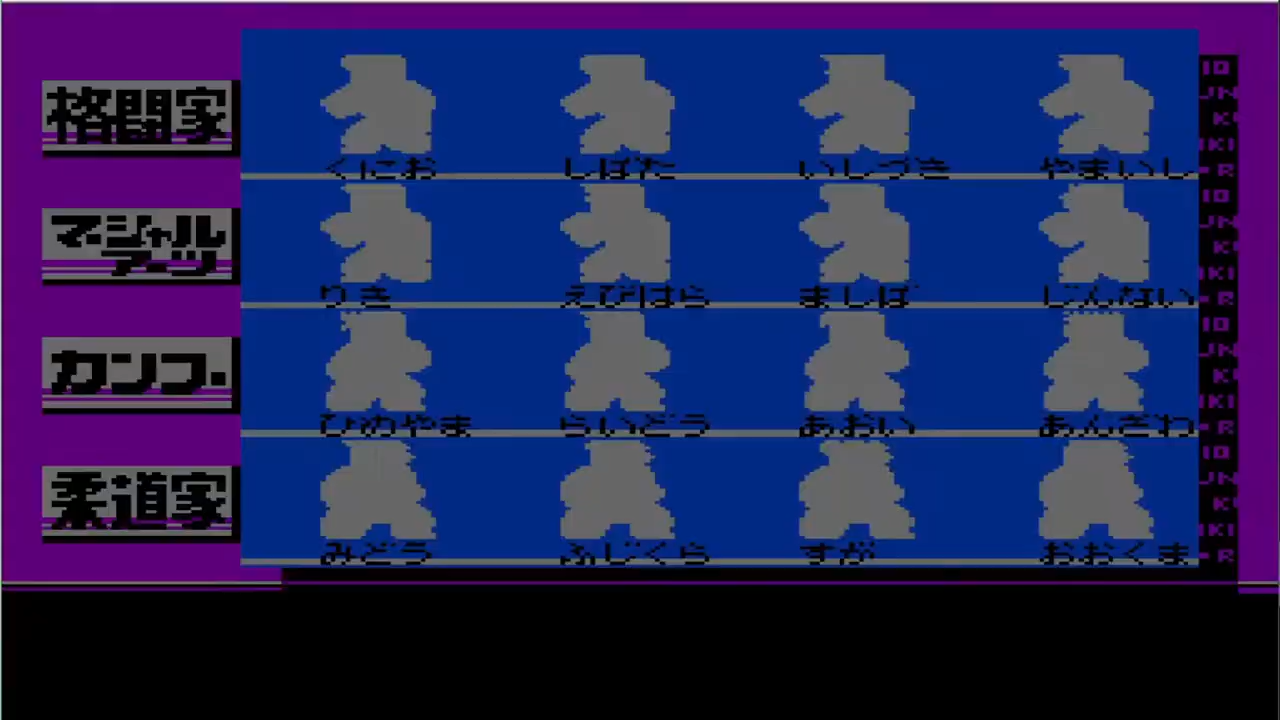 格闘家
くにお しばた いしづき やまいし
マーシャル
アーツ
りき えびはら ましば じんない
カンフー
ひめやま らいどう あおい あんざわ
柔道家
みどう ふじくら すが おおくま